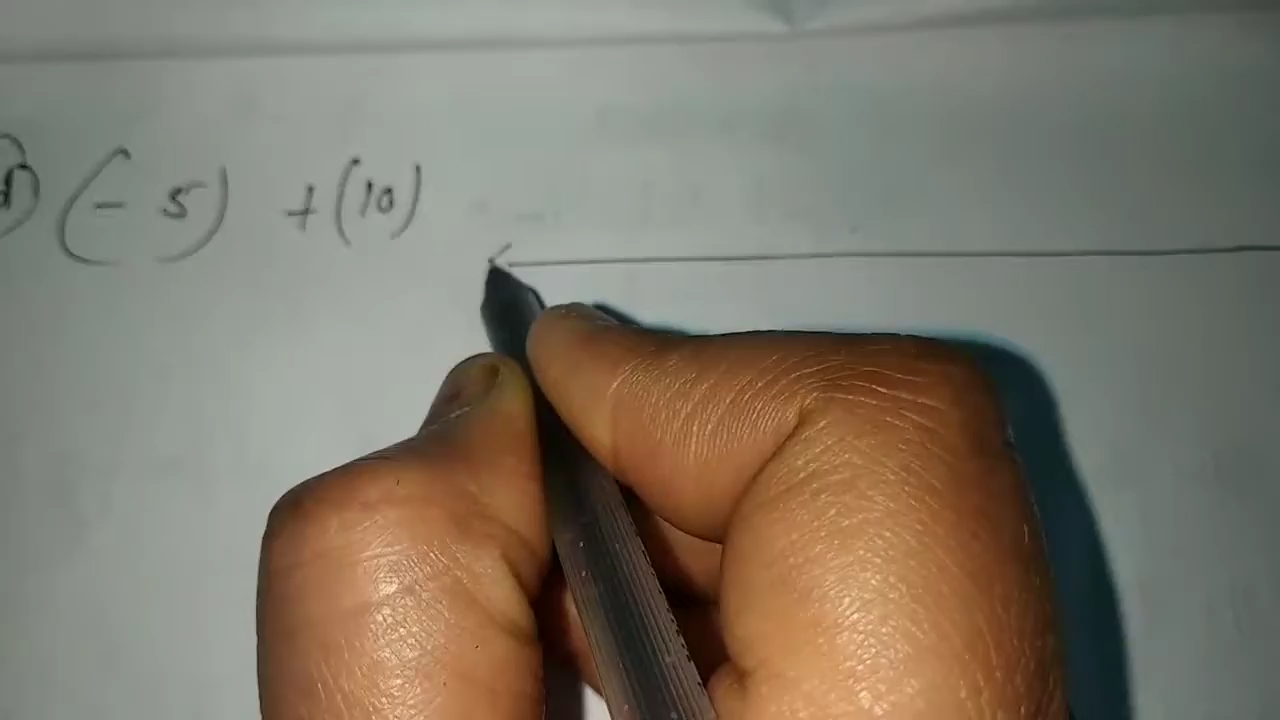 d) (- 5) + (10)